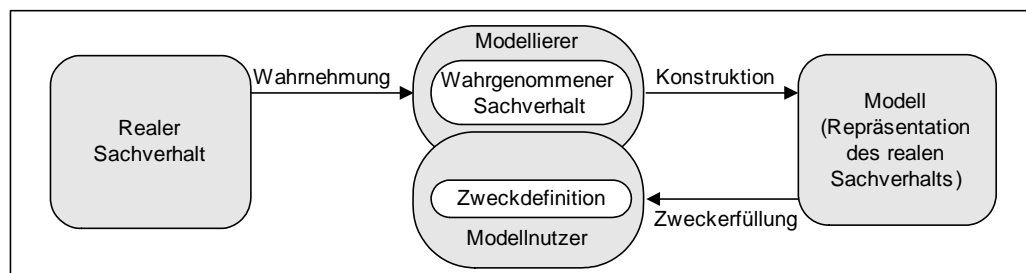 Realer
Sachverhalt
Wahrnehmung
Modellierer
Wahrgenommener
Sachverhalt
Konstruktion
Modell
(Repräsentation
des realen
Sachverhalts)
Zweckdefinition
Modellnutzer
Zweckerfüllung